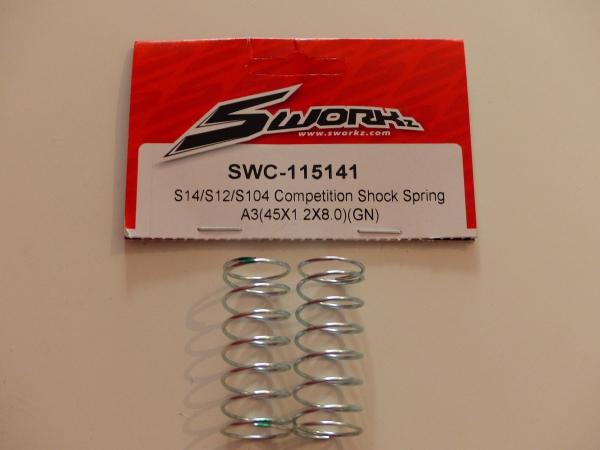 SWORKz
www.sworkz.com
SWC-115141
S14/S12/S104 Competition Shock Spring
A3(45X1.2X8.0)(GN)